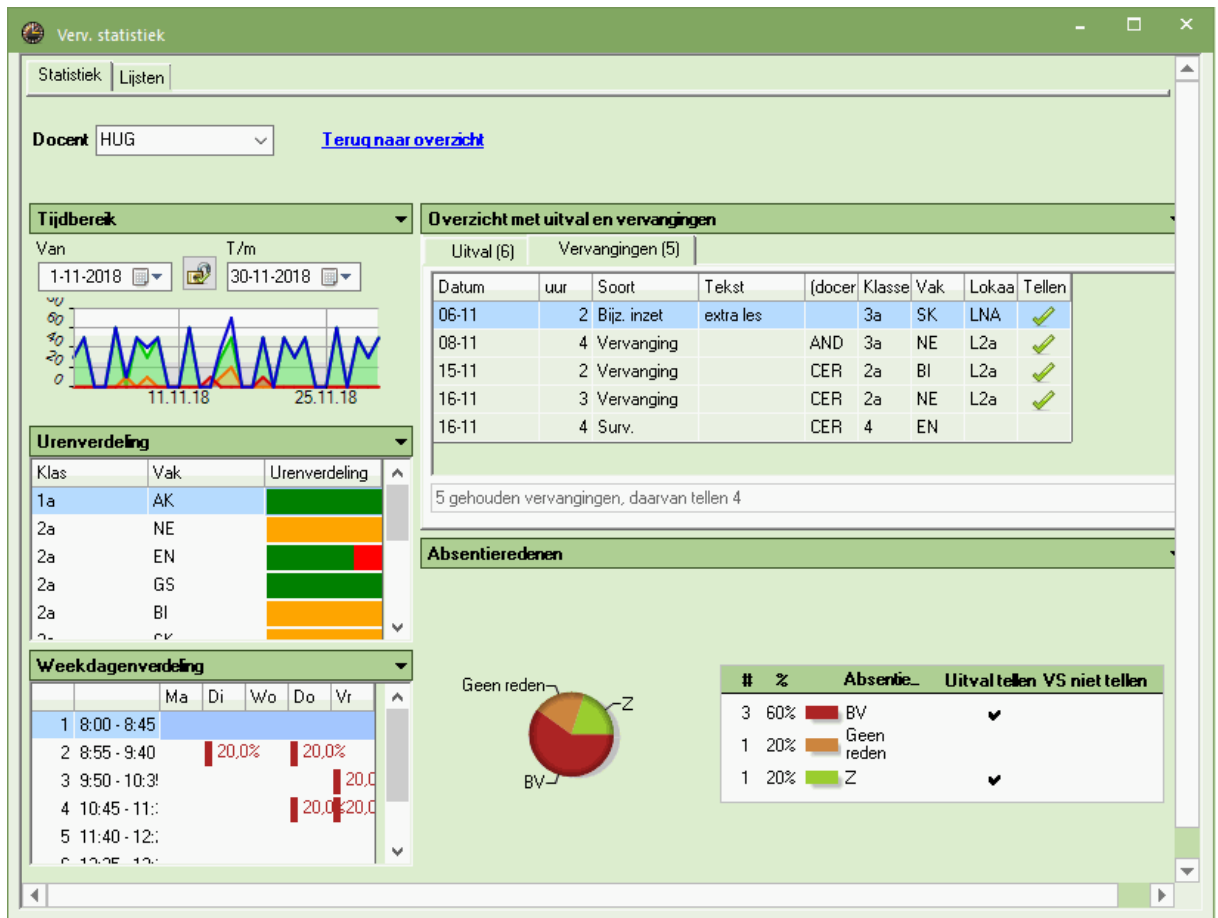 Verv. statistiek
Statistiek Lijsten
Docent HUG Terug naar overzicht
Tijdbereik
Van T/m
1-11-2018 30-11-2018
60
40
20
0
11.11.18 25.11.18
Urenverdeling
Klas Vak Urenverdeling
1a AK
2a NE
2a EN
2a GS
2a BI
Weekdagenverdeling
Ma Di Wo Do Vr
1 8:00 - 8:45
2 8:55 - 9:40 20,0% 20,0%
3 9:50 - 10:3 20,0
4 10:45 - 11: 20,0 20,0
5 11:40 - 12:
Overzicht met uitval en vervangingen
Uitval (6) Vervangingen (5)
Datum uur Soort Tekst (docer Klasse Vak Lokaa Tellen
06-11 2 Bijz. inzet extra les 3a SK LNA
08-11 4 Vervanging AND 3a NE L2a
15-11 2 Vervanging CER 2a BI L2a
16-11 3 Vervanging CER 2a NE L2a
16-11 4 Surv. CER 4 EN
5 gehouden vervangingen, daarvan tellen 4
Absentieredenen
Geen reden
Z
BV
# % Absentie... Uitval tellen VS niet tellen
3 60% BV
1 20% Geen
reden
1 20% Z